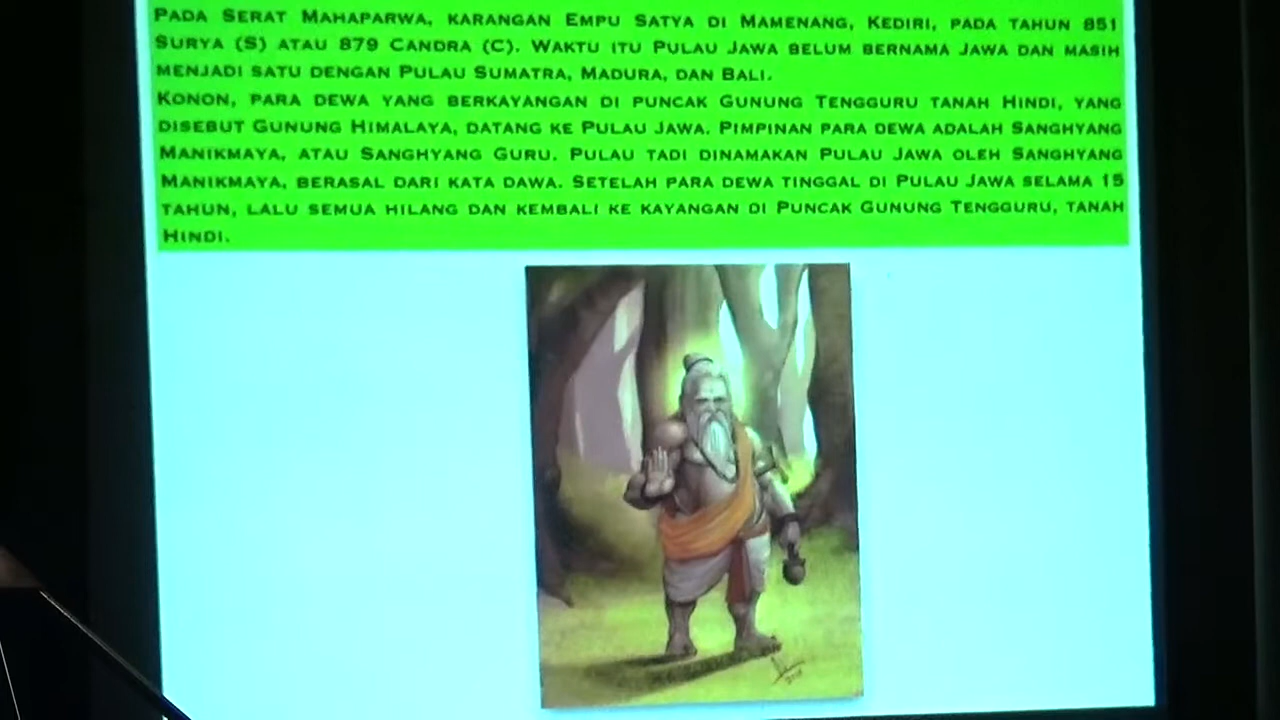 PADA SERAT MAHAPARWA, KARANGAN EMPU SATYA DI MAMENANG, KEDIRI, PADA TAHUN 851
SURYA (S) ATAU 879 CANDRA (C). WAKTU ITU PULAU JAWA BELUM BERNAMA JAWA DAN MASIH
MENJADI SATU DENGAN PULAU SUMATRA, MADURA, DAN BALI.
KONON, PARA DEWA YANG BERKAYANGAN DI PUNCAK GUNUNG TENGGURU TANAH HINDI, YANG
DISEBUT GUNUNG HIMALAYA, DATANG KE PULAU JAWA. PIMPINAN PARA DEWA ADALAH SANGHYANG
MANIKMAYA, ATAU SANGHYANG GURU. PULAU TADI DINAMAKAN PULAU JAWA OLEH SANGHYANG
MANIKMAYA, BERASAL DARI KATA DAWA. SETELAH PARA DEWA TINGGAL DI PULAU JAWA SELAMA 15
TAHUN, LALU SEMUA HILANG DAN KEMBALI KE KAYANGAN DI PUNCAK GUNUNG TENGGURU, TANAH
HINDI.